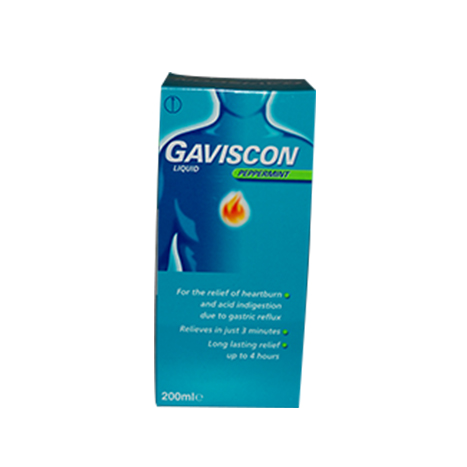 GAVISCON
LIQUID
PEPPERMINT
For the relief of heartburn
and acid indigestion
due to gastric reflux
Relieves in just 3 minutes
Long lasting relief
up to 4 hours
200ml℮